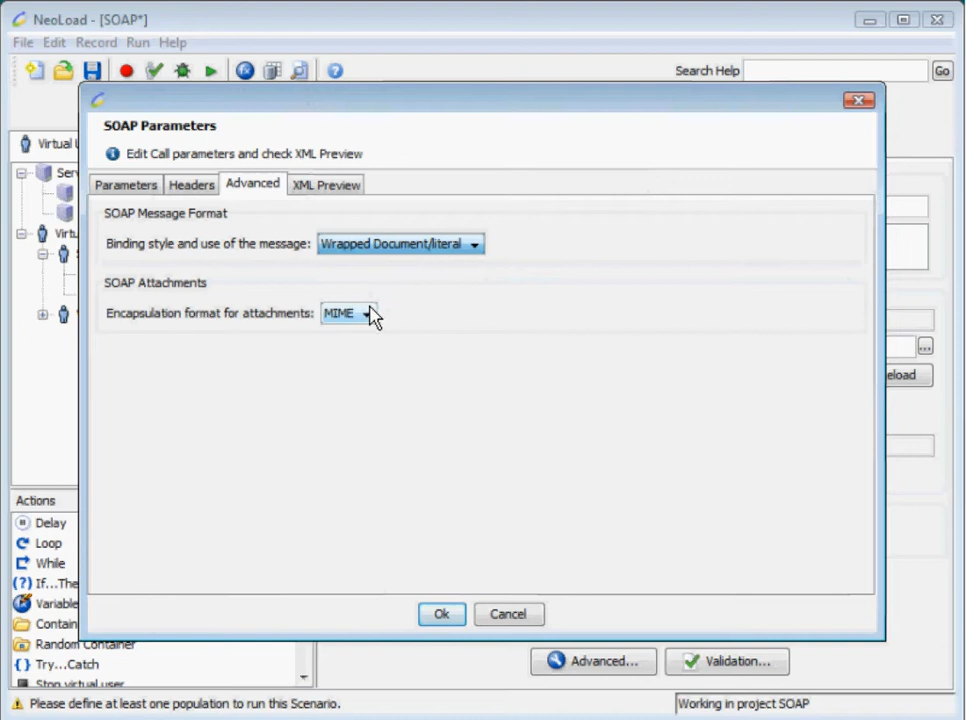 NeoLoad - [SOAP*]
File Edit Record Run Help
Search Help
Go
SOAP Parameters
Edit Call parameters and check XML Preview
Virtual
Parameters Headers Advanced XML Preview
SOAP Message Format
Binding style and use of the message: Wrapped Document/literal
SOAP Attachments
Encapsulation format for attachments: MIME
...
Actions
Delay
Loop
While
If...The
Variable
Contain
Random Container
Try...Catch
Stop virtual user
Ok Cancel
Advanced... Validation...
Please define at least one population to run this Scenario.
Working in project SOAP